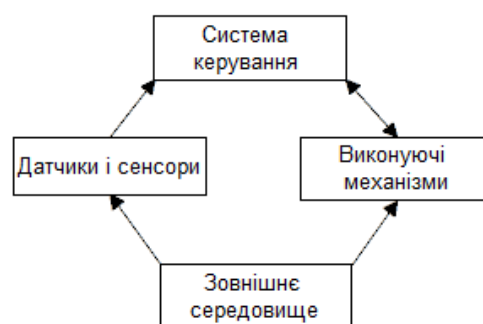 Система
керування
Датчики і сенсори
Виконуючі
механізми
Зовнішнє
середовище